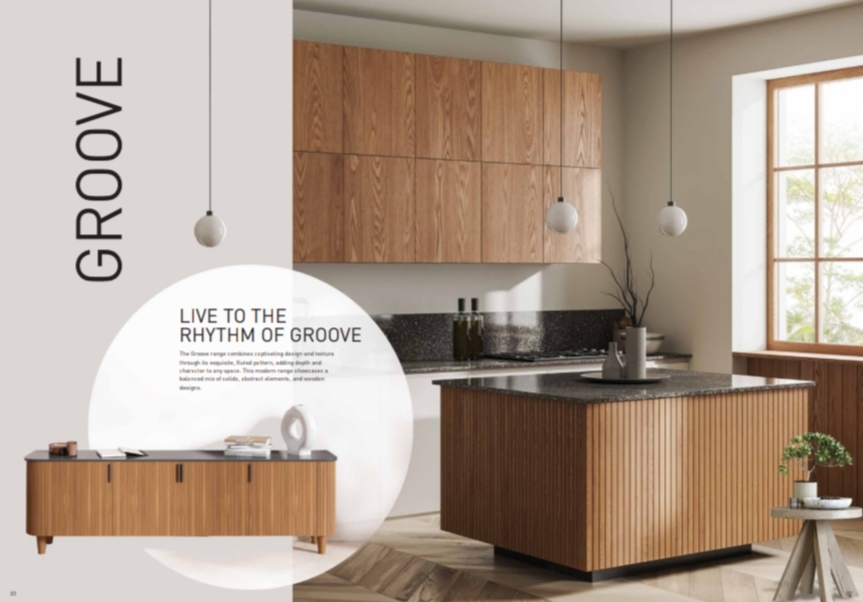 GROOVE
LIVE TO THE
RHYTHM OF GROOVE
The Groove range combines captivating design and texture
through its exquisite, fluted pattern, adding depth and
character to any space. This modern range showcases a
balanced mix of solids, abstract elements, and wooden
designs.